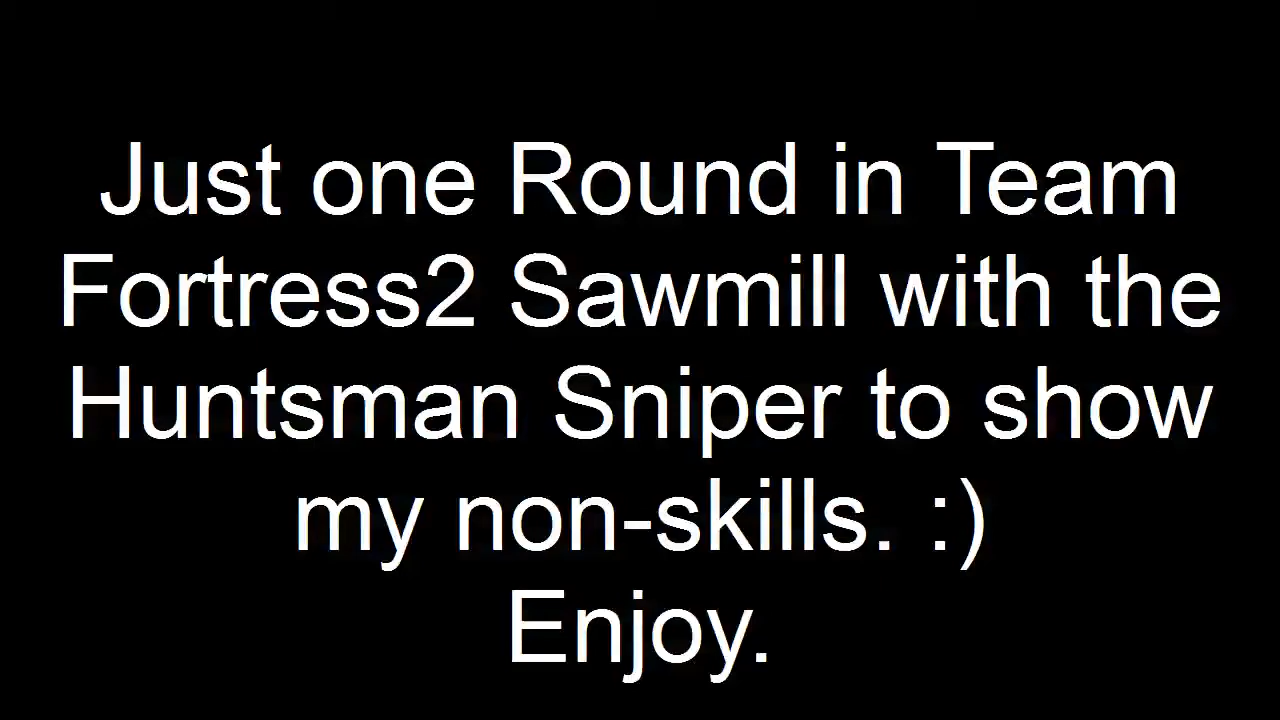 Just one Round in Team
Fortress2 Sawmill with the
Huntsman Sniper to show
my non-skills. :)
Enjoy.